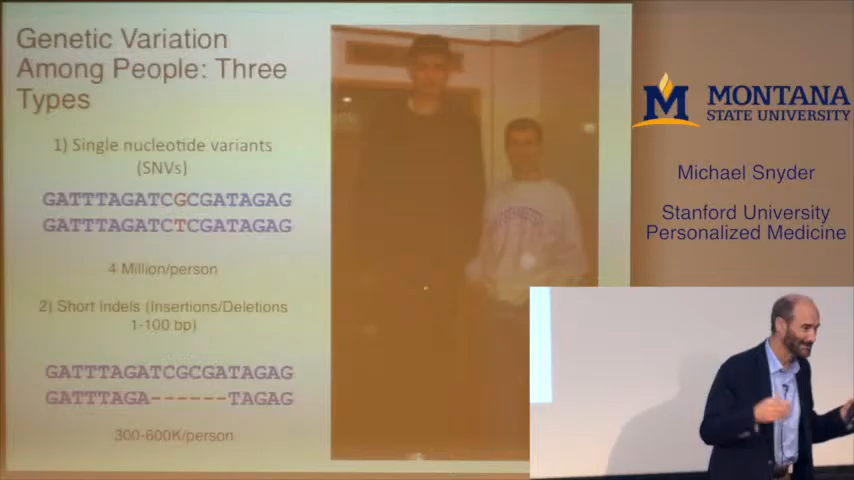 Genetic Variation
Among People: Three
Types
1) Single nucleotide variants
(SNVs)
GATTTAGATCGCGATAGAG
GATTTAGATCTCGATAGAG
4 Million/person
2) Short Indels (Insertions/Deletions
1-100 bp)
GATTTAGATCGCGATAGAG
GATTTAGA------TAGAG
300-600K/person
M MONTANA
STATE UNIVERSITY
Michael Snyder
Stanford University
Personalized Medicine